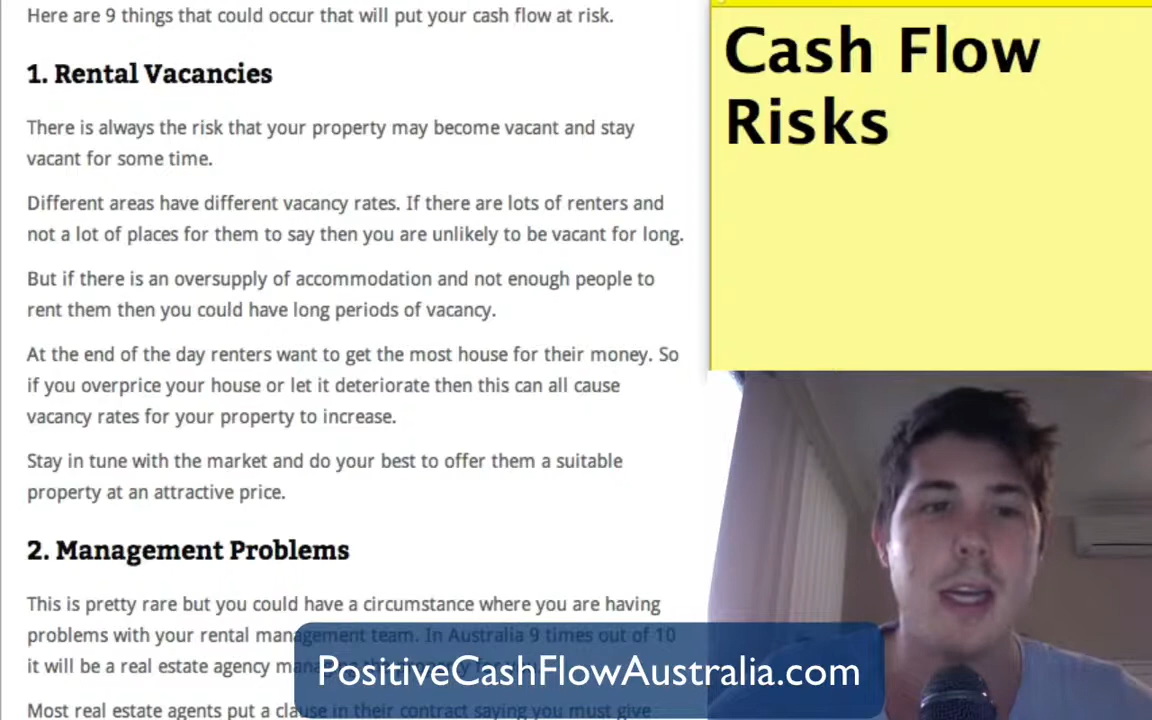 Here are 9 things that could occur that will put your cash flow at risk.
1. Rental Vacancies
There is always the risk that your property may become vacant and stay
vacant for some time.
Different areas have different vacancy rates. If there are lots of renters and
not a lot of places for them to say then you are unlikely to be vacant for long.
But if there is an oversupply of accommodation and not enough people to
rent them then you could have long periods of vacancy.
At the end of the day renters want to get the most house for their money. So
if you overprice your house or let it deteriorate then this can all cause
vacancy rates for your property to increase.
Stay in tune with the market and do your best to offer them a suitable
property at an attractive price.
2. Management Problems
This is pretty rare but you could have a circumstance where you are having
problems with your rental management team. In Australia 9 times out of 10
it will be a real estate agency
Most real estate agents put a clause in their contract saying you must give
Cash Flow
Risks
PositiveCashFlowAustralia.com